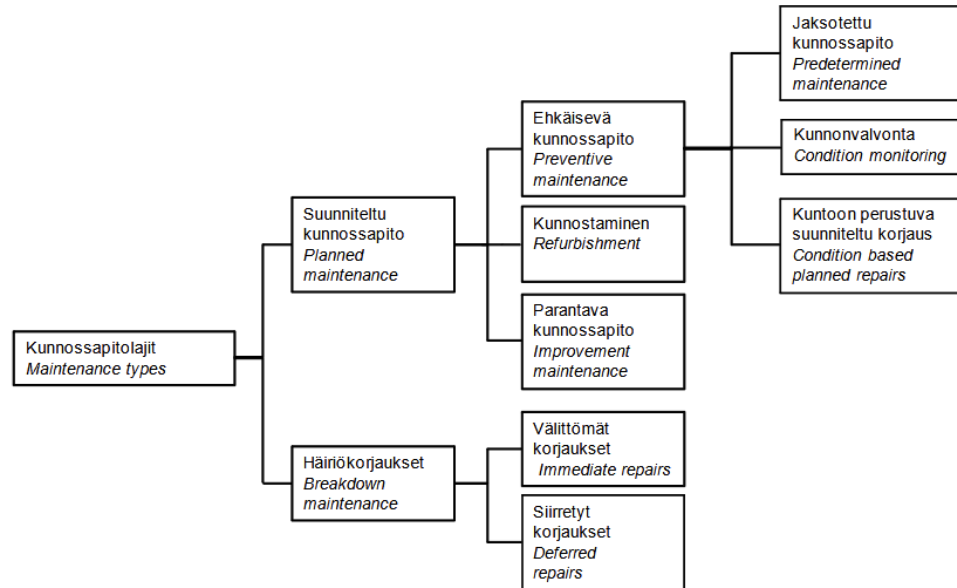 Kunnossapitolajit
Maintenance types
Suunniteltu
kunnossapito
Planned
maintenance
Häiriökorjaukset
Breakdown
maintenance
Ehkäisevä
kunnossapito
Preventive
maintenance
Kunnostaminen
Refurbishment
Parantava
kunnossapito
Improvement
maintenance
Välittömät
korjaukset
Immediate repairs
Siirretyt
korjaukset
Deferred
repairs
Jaksotettu
kunnossapito
Predetermined
maintenance
Kunnonvalvonta
Condition monitoring
Kuntoon perustuva
suunniteltu korjaus
Condition based
planned repairs